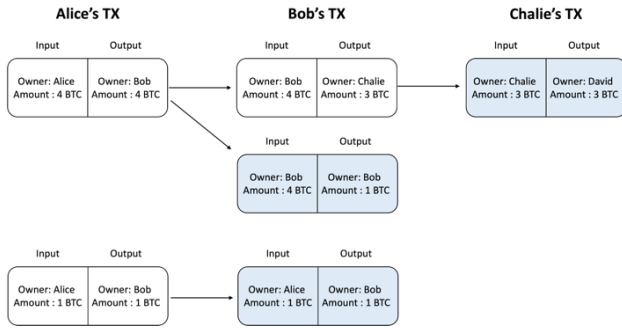 Alice's TX
Bob's TX
Chalie's TX
Input
Output
Input
Output
Input
Output
Owner: Alice
Amount : 4 BTC
Owner: Bob
Amount : 4 BTC
Owner: Bob
Amount : 4 BTC
Owner: Chalie
Amount : 3 BTC
Owner: Chalie
Amount : 3 BTC
Owner: David
Amount : 3 BTC
Input
Output
Owner: Bob
Amount : 4 BTC
Owner: Bob
Amount : 1 BTC
Input
Output
Input
Output
Owner: Alice
Amount : 1 BTC
Owner: Bob
Amount : 1 BTC
Owner: Alice
Amount : 1 BTC
Owner: Bob
Amount : 1 BTC